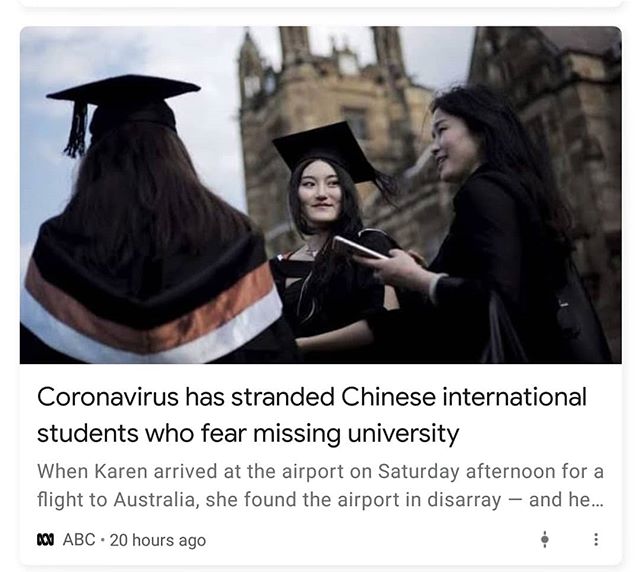 Coronavirus has stranded Chinese international
students who fear missing university
When Karen arrived at the airport on Saturday afternoon for a
flight to Australia, she found the airport in disarray — and he...
ABC • 20 hours ago